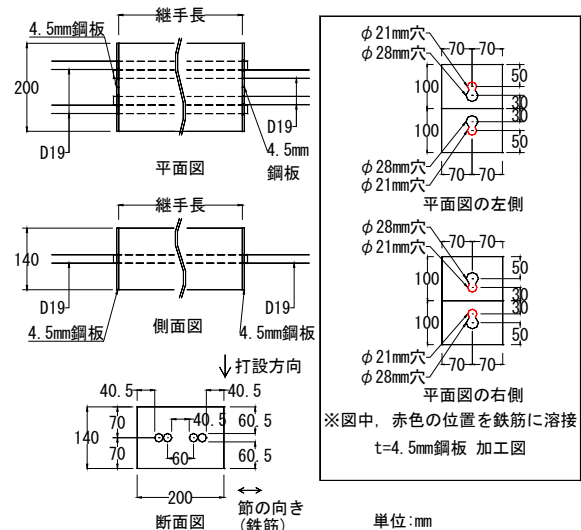 継手長
4.5mm鋼板
200
D19
D19
4.5mm
鋼板
平面図
継手長
140
D19
D19
4.5mm鋼板
4.5mm鋼板
側面図
打設方向
40.5
40.5
40.5
70
140
70
60.5
60.5
60
200
断面図
節の向き
(鉄筋)
φ21mm穴
φ28mm穴
70
70
100
50
30
30
100
50
φ28mm穴
φ21mm穴
70
70
平面図の左側
φ28mm穴
φ21mm穴
70
70
100
50
30
30
100
50
φ21mm穴
φ28mm穴
70
70
平面図の右側
※図中，赤色の位置を鉄筋に溶接
t=4.5mm鋼板 加工図
単位:mm